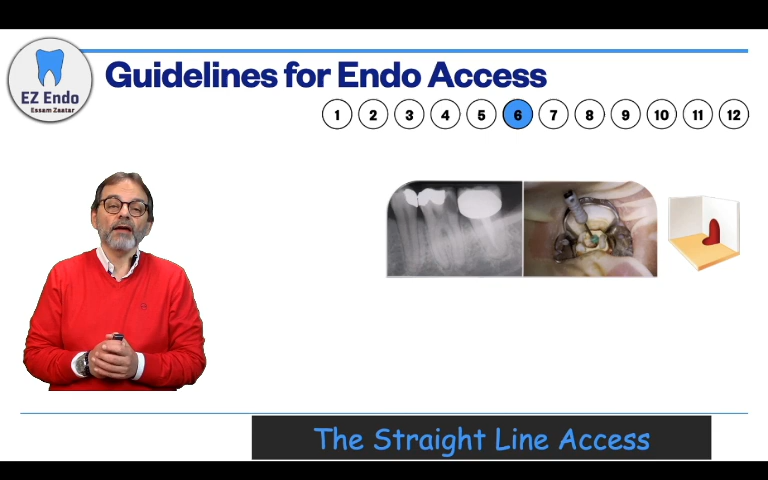 Guidelines for Endo Access
EZ Endo
Essam Zaatar
1 2 3 4 5 6 7 8 9 10 11 12
The Straight Line Access